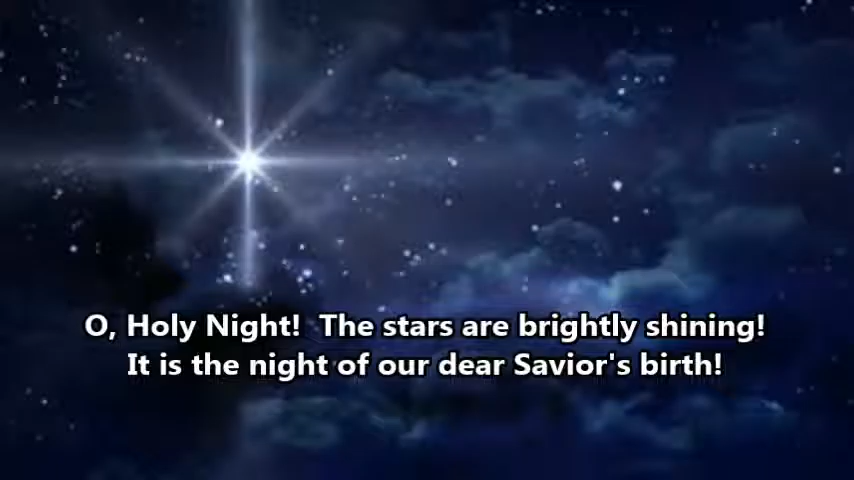 O, Holy Night!  The stars are brightly shining!
It is the night of our dear Savior's birth!